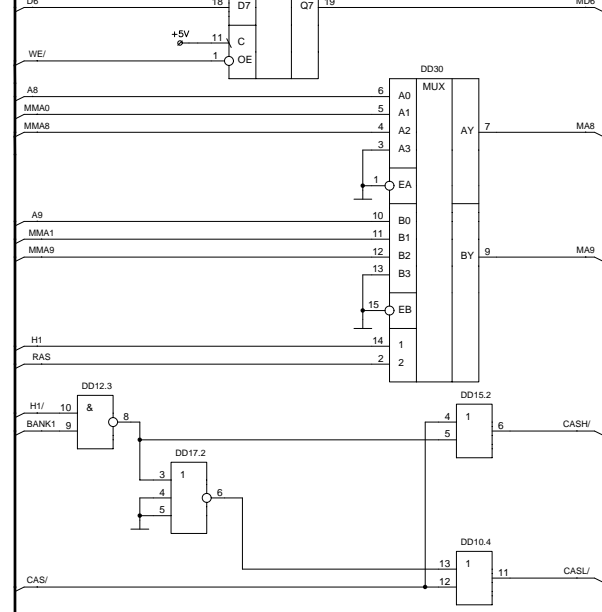 D6 18 D7 Q7 19 MD6
+5V 11 C
WE/ 1 OE
DD30
MUX
A8 6 A0
MMA0 5 A1
MMA8 4 A2 AY 7 MA8
3 A3
1 EA
A9 10 B0
MMA1 11 B1
MMA9 12 B2 BY 9 MA9
13 B3
15 EB
H1 14 1
RAS 2 2
DD12.3 DD15.2
H1/ 10 & 8 4 1 6 CASH/
BANK1 9 5
DD17.2
3 1
4 6
5
DD10.4
13 1 11 CASL/
CAS/ 12